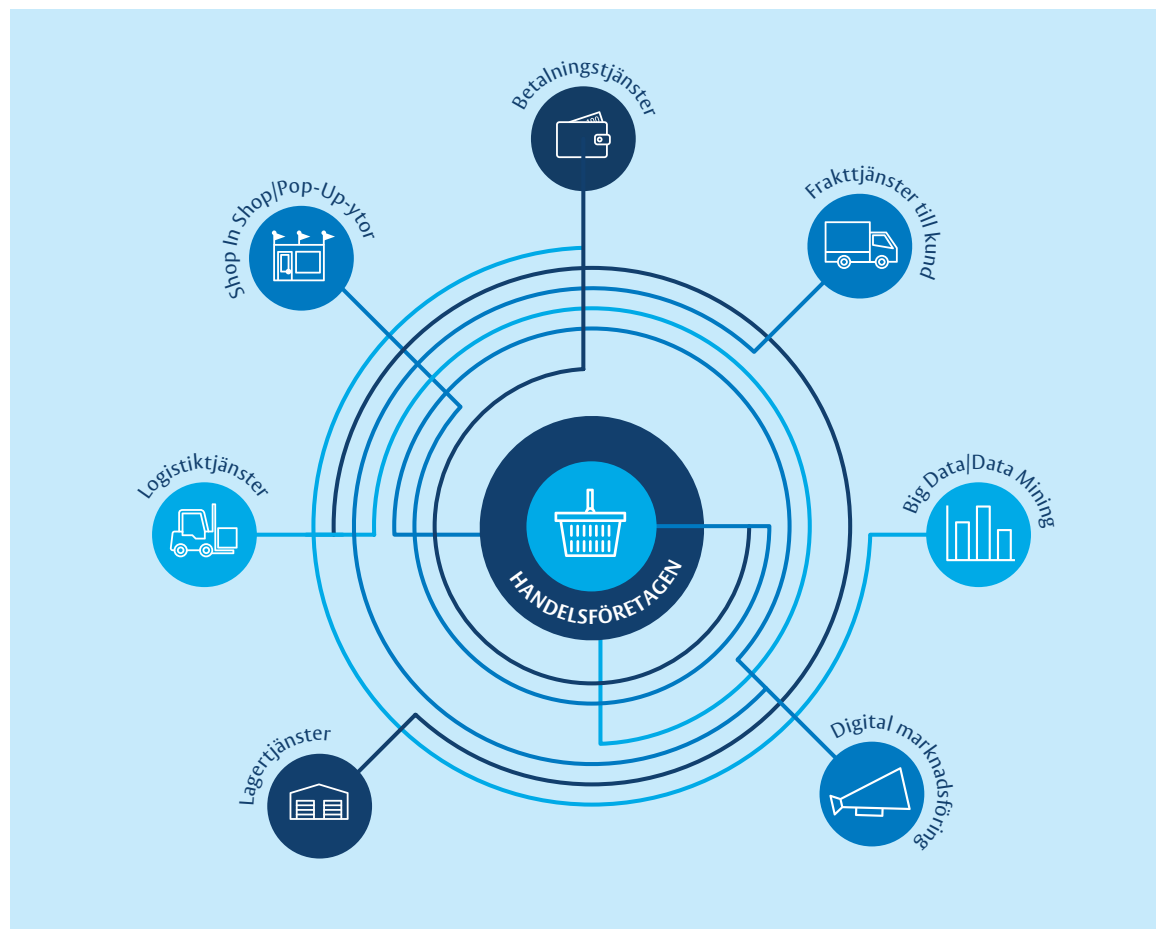 Betalningstjänster
Shop In Shop/Pop-Up-ytor
Frakttjänster till kund
Logistiktjänster
Big Data/Data Mining
HANDELSFÖRETAGEN
Lagertjänster
Digital marknadsföring